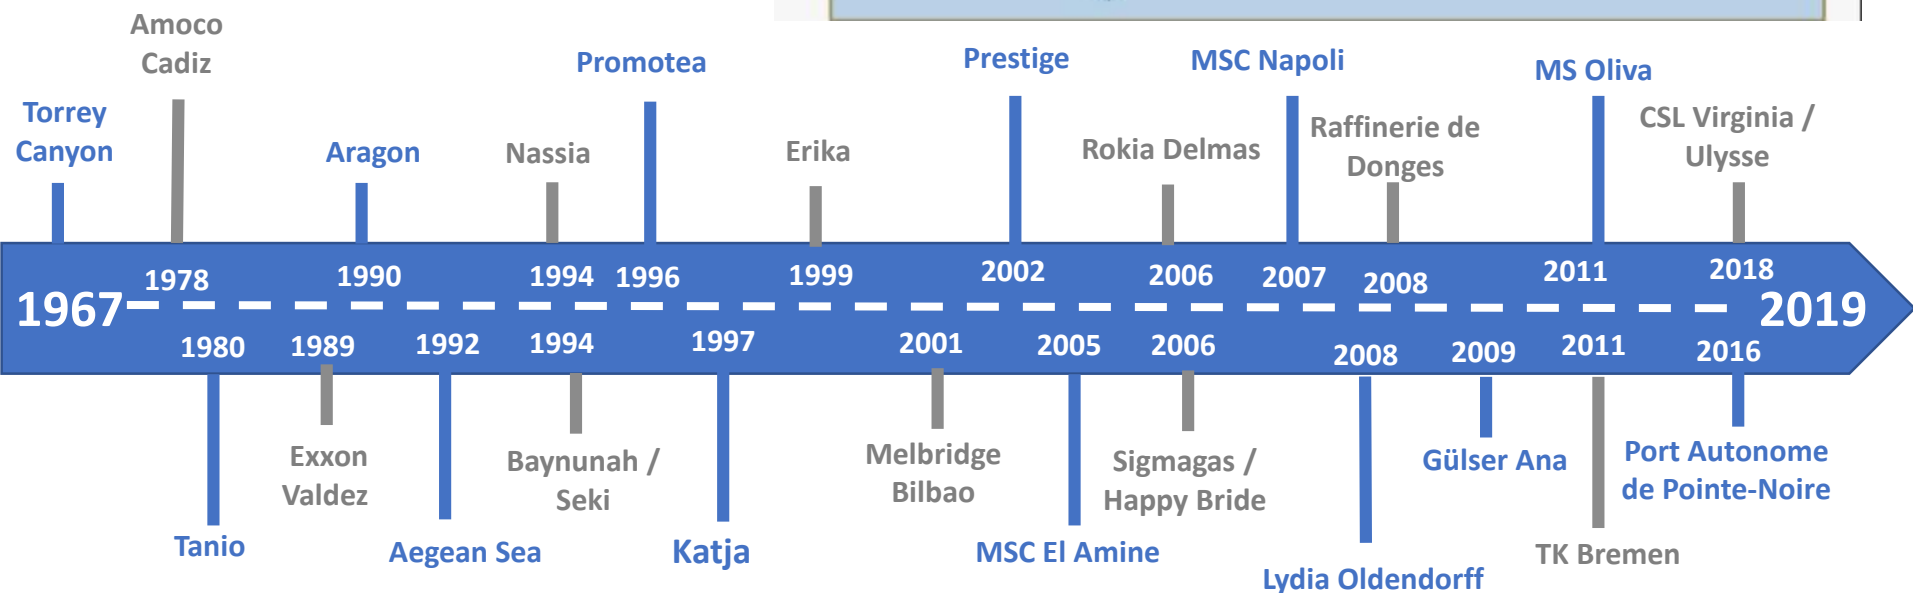 Amoco
Cadiz
Promotea
Prestige
MSC Napoli
MS Oliva
Torrey
Canyon
Aragon
Nassia
Erika
Rokia Delmas
Raffinerie de
Donges
CSL Virginia /
Ulysse
1978
1990
1994
1996
1999
2002
2006
2007
2008
2011
2018
1967
2019
1980
1989
1992
1994
1997
2001
2005
2006
2008
2009
2011
2016
Exxon
Valdez
Baynunah /
Seki
Melbridge
Bilbao
Sigmagas /
Happy Bride
Gülser Ana
Port Autonome
de Pointe-Noire
Tanio
Aegean Sea
Katja
MSC El Amine
Lydia Oldendorff
TK Bremen